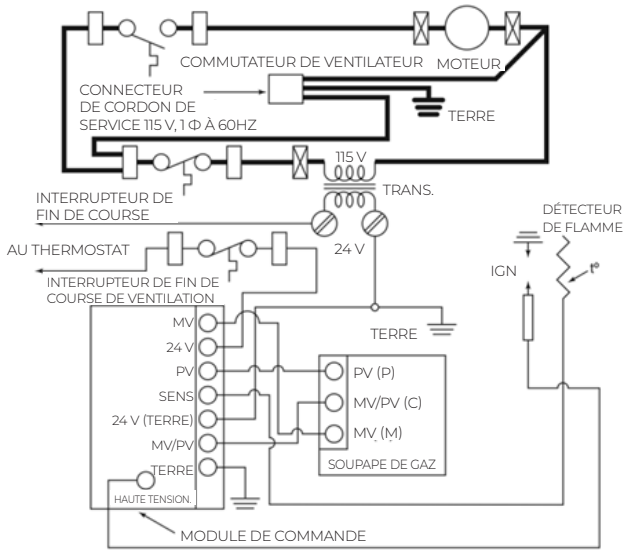 COMMUTATEUR DE VENTILATEUR
MOTEUR
CONNECTEUR
DE CORDON DE
SERVICE 115 V, 1 Φ À 60HZ
TERRE
115 V
TRANS.
INTERRUPTEUR DE
FIN DE COURSE
24 V
DÉTECTEUR
DE FLAMME
AU THERMOSTAT
IGN
t°
INTERRUPTEUR DE FIN DE
COURSE DE VENTILATION
TERRE
MV
24 V
PV
SENS
24 V (TERRE)
MV/PV
TERRE
HAUTE TENSION.
PV (P)
MV/PV (C)
MV (M)
SOUPAPE DE GAZ
MODULE DE COMMANDE